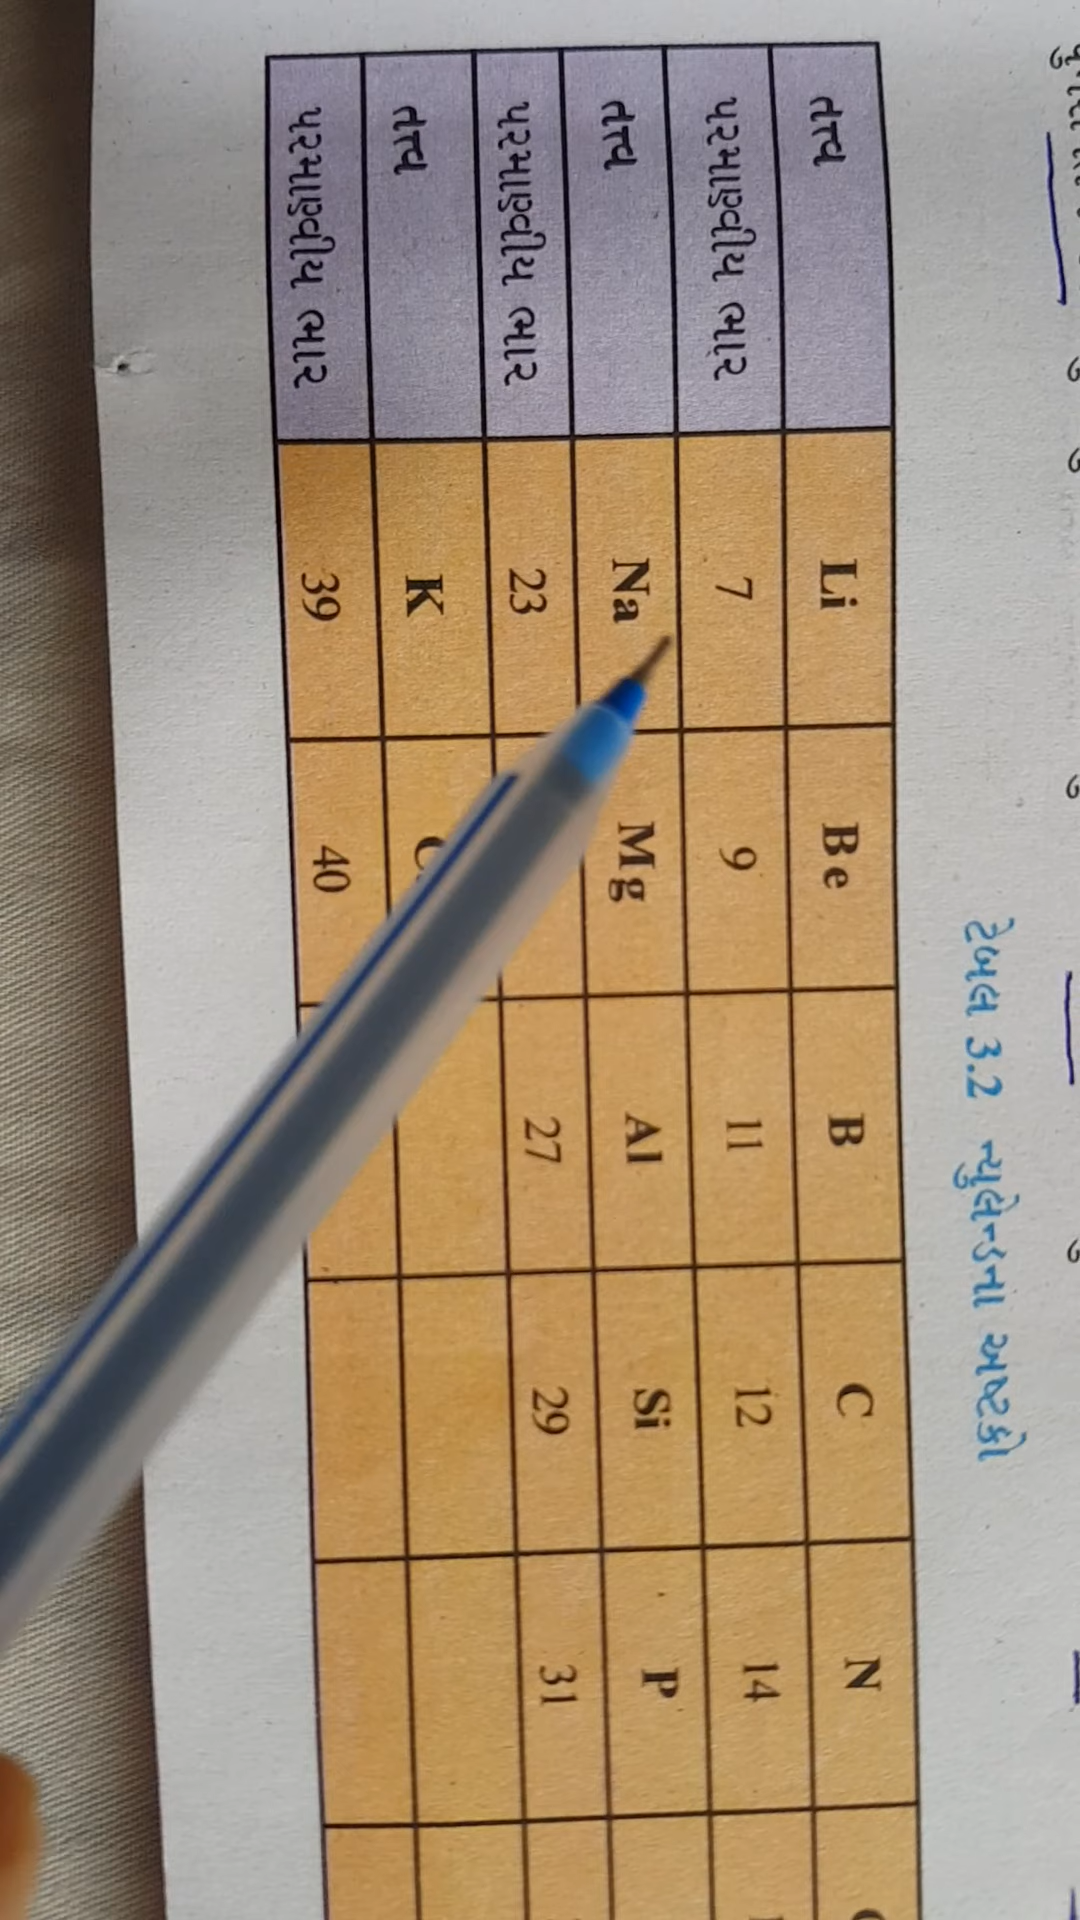 ટેબલ 3.2 ન્યુલેન્ડના અષ્ટકો
તત્ત્વ Li Be B C N
પરમાણ્વીય ભાર 7 9 11 12 14
તત્ત્વ Na Mg Al Si P
પરમાણ્વીય ભાર 23 27 29 31
તત્ત્વ K
પરમાણ્વીય ભાર 39 40